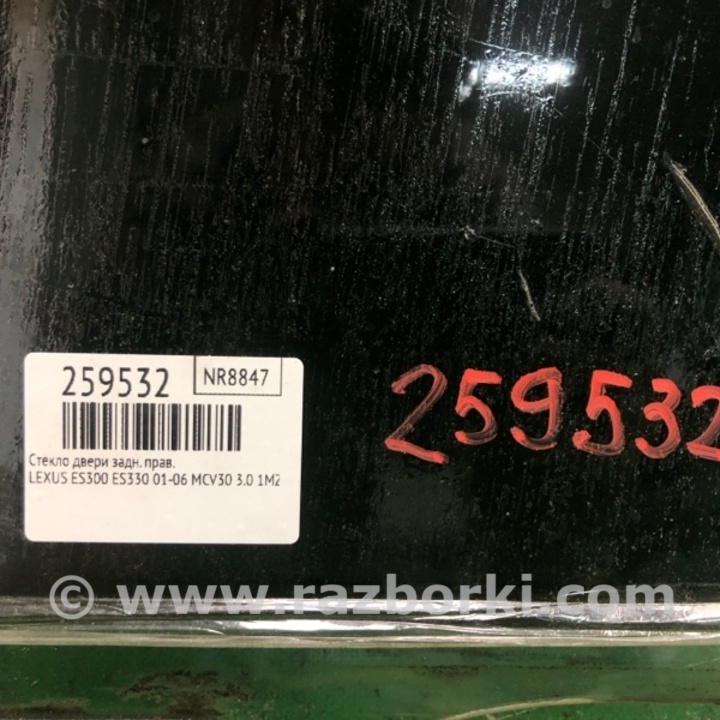 259532
NR8847
Стекло двери задн. прав.
LEXUS ES300 ES330 01-06 MCV30 3.0 1MZ
259532
© www.razborki.com